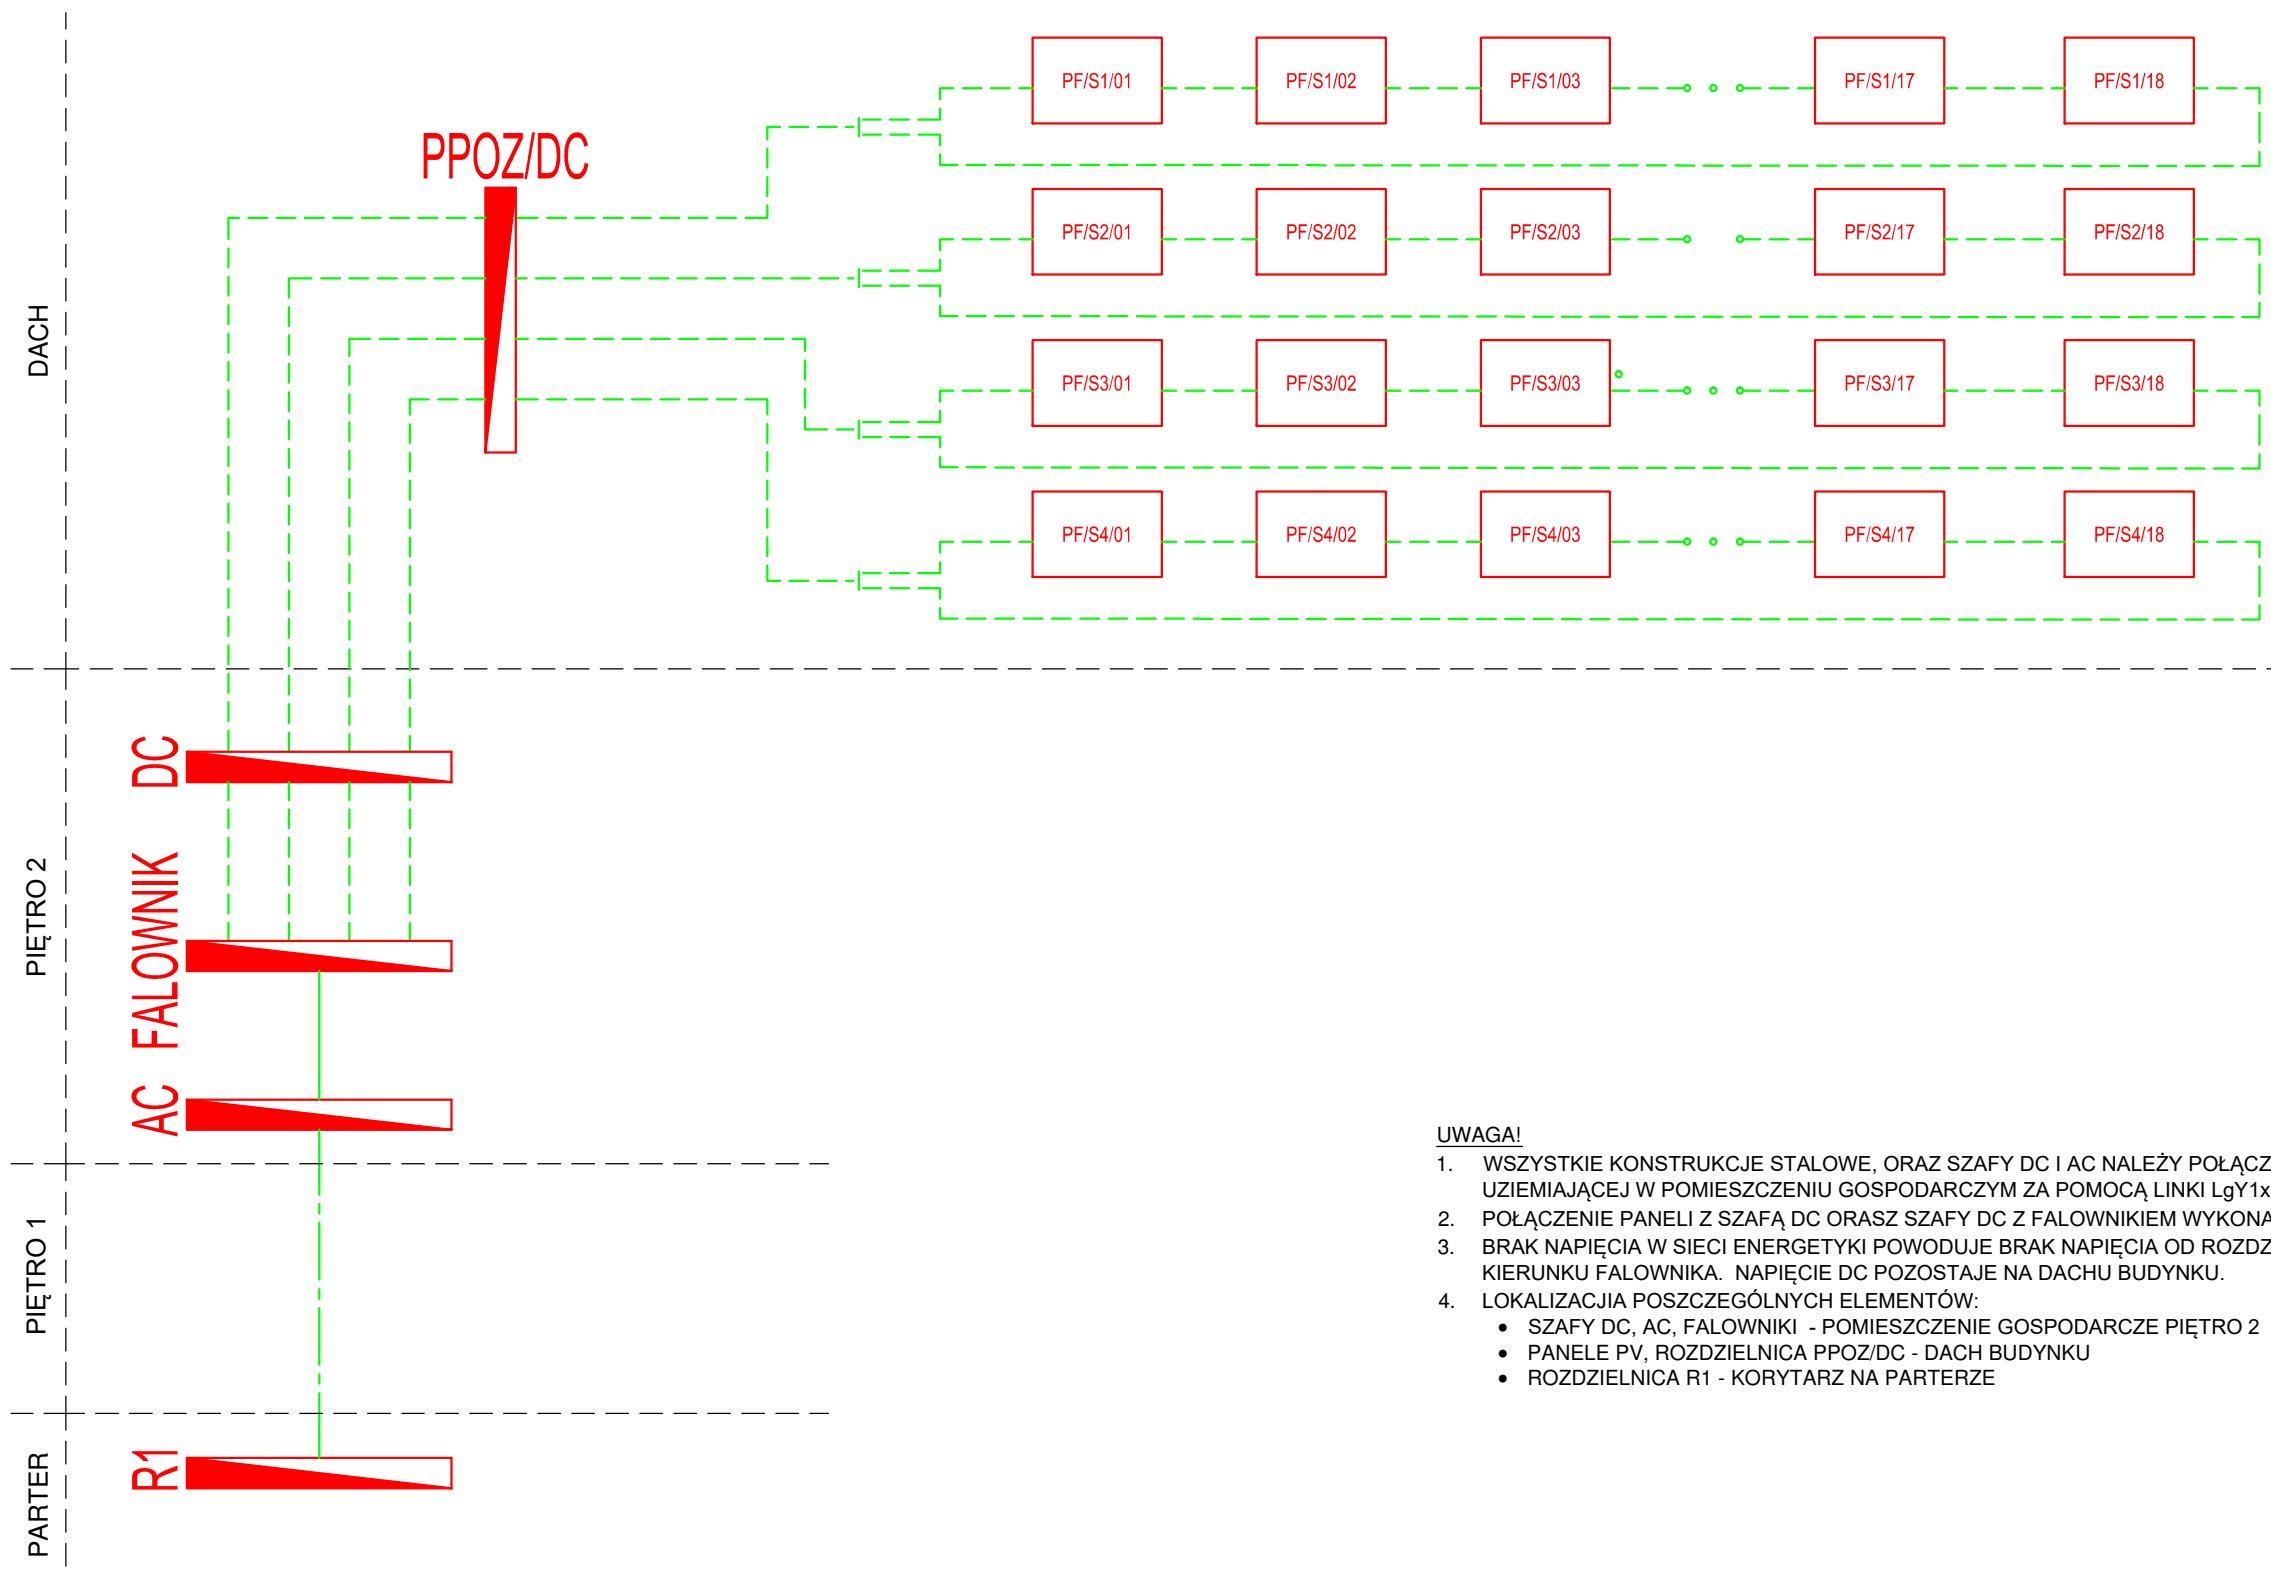 DACH
PPOZ/DC
PF/S1/01 PF/S1/02 PF/S1/03 PF/S1/17 PF/S1/18
PF/S2/01 PF/S2/02 PF/S2/03 PF/S2/17 PF/S2/18
PF/S3/01 PF/S3/02 PF/S3/03 PF/S3/17 PF/S3/18
PF/S4/01 PF/S4/02 PF/S4/03 PF/S4/17 PF/S4/18
PIĘTRO 2
DC
FALOWNIK
AC
PIĘTRO 1
PARTER
R1
UWAGA!
1. WSZYSTKIE KONSTRUKCJE STALOWE, ORAZ SZAFY DC I AC NALEŻY POŁĄCZ
UZIEMIAJĄCEJ W POMIESZCZENIU GOSPODARCZYM ZA POMOCĄ LINKI LgY1x
2. POŁĄCZENIE PANELI Z SZAFĄ DC ORASZ SZAFY DC Z FALOWNIKIEM WYKONA
3. BRAK NAPIĘCIA W SIECI ENERGETYKI POWODUJE BRAK NAPIĘCIA OD ROZDZ
KIERUNKU FALOWNIKA. NAPIĘCIE DC POZOSTAJE NA DACHU BUDYNKU.
4. LOKALIZACJIA POSZCZEGÓLNYCH ELEMENTÓW:
• SZAFY DC, AC, FALOWNIKI - POMIESZCZENIE GOSPODARCZE PIĘTRO 2
• PANELE PV, ROZDZIELNICA PPOZ/DC - DACH BUDYNKU
• ROZDZIELNICA R1 - KORYTARZ NA PARTERZE